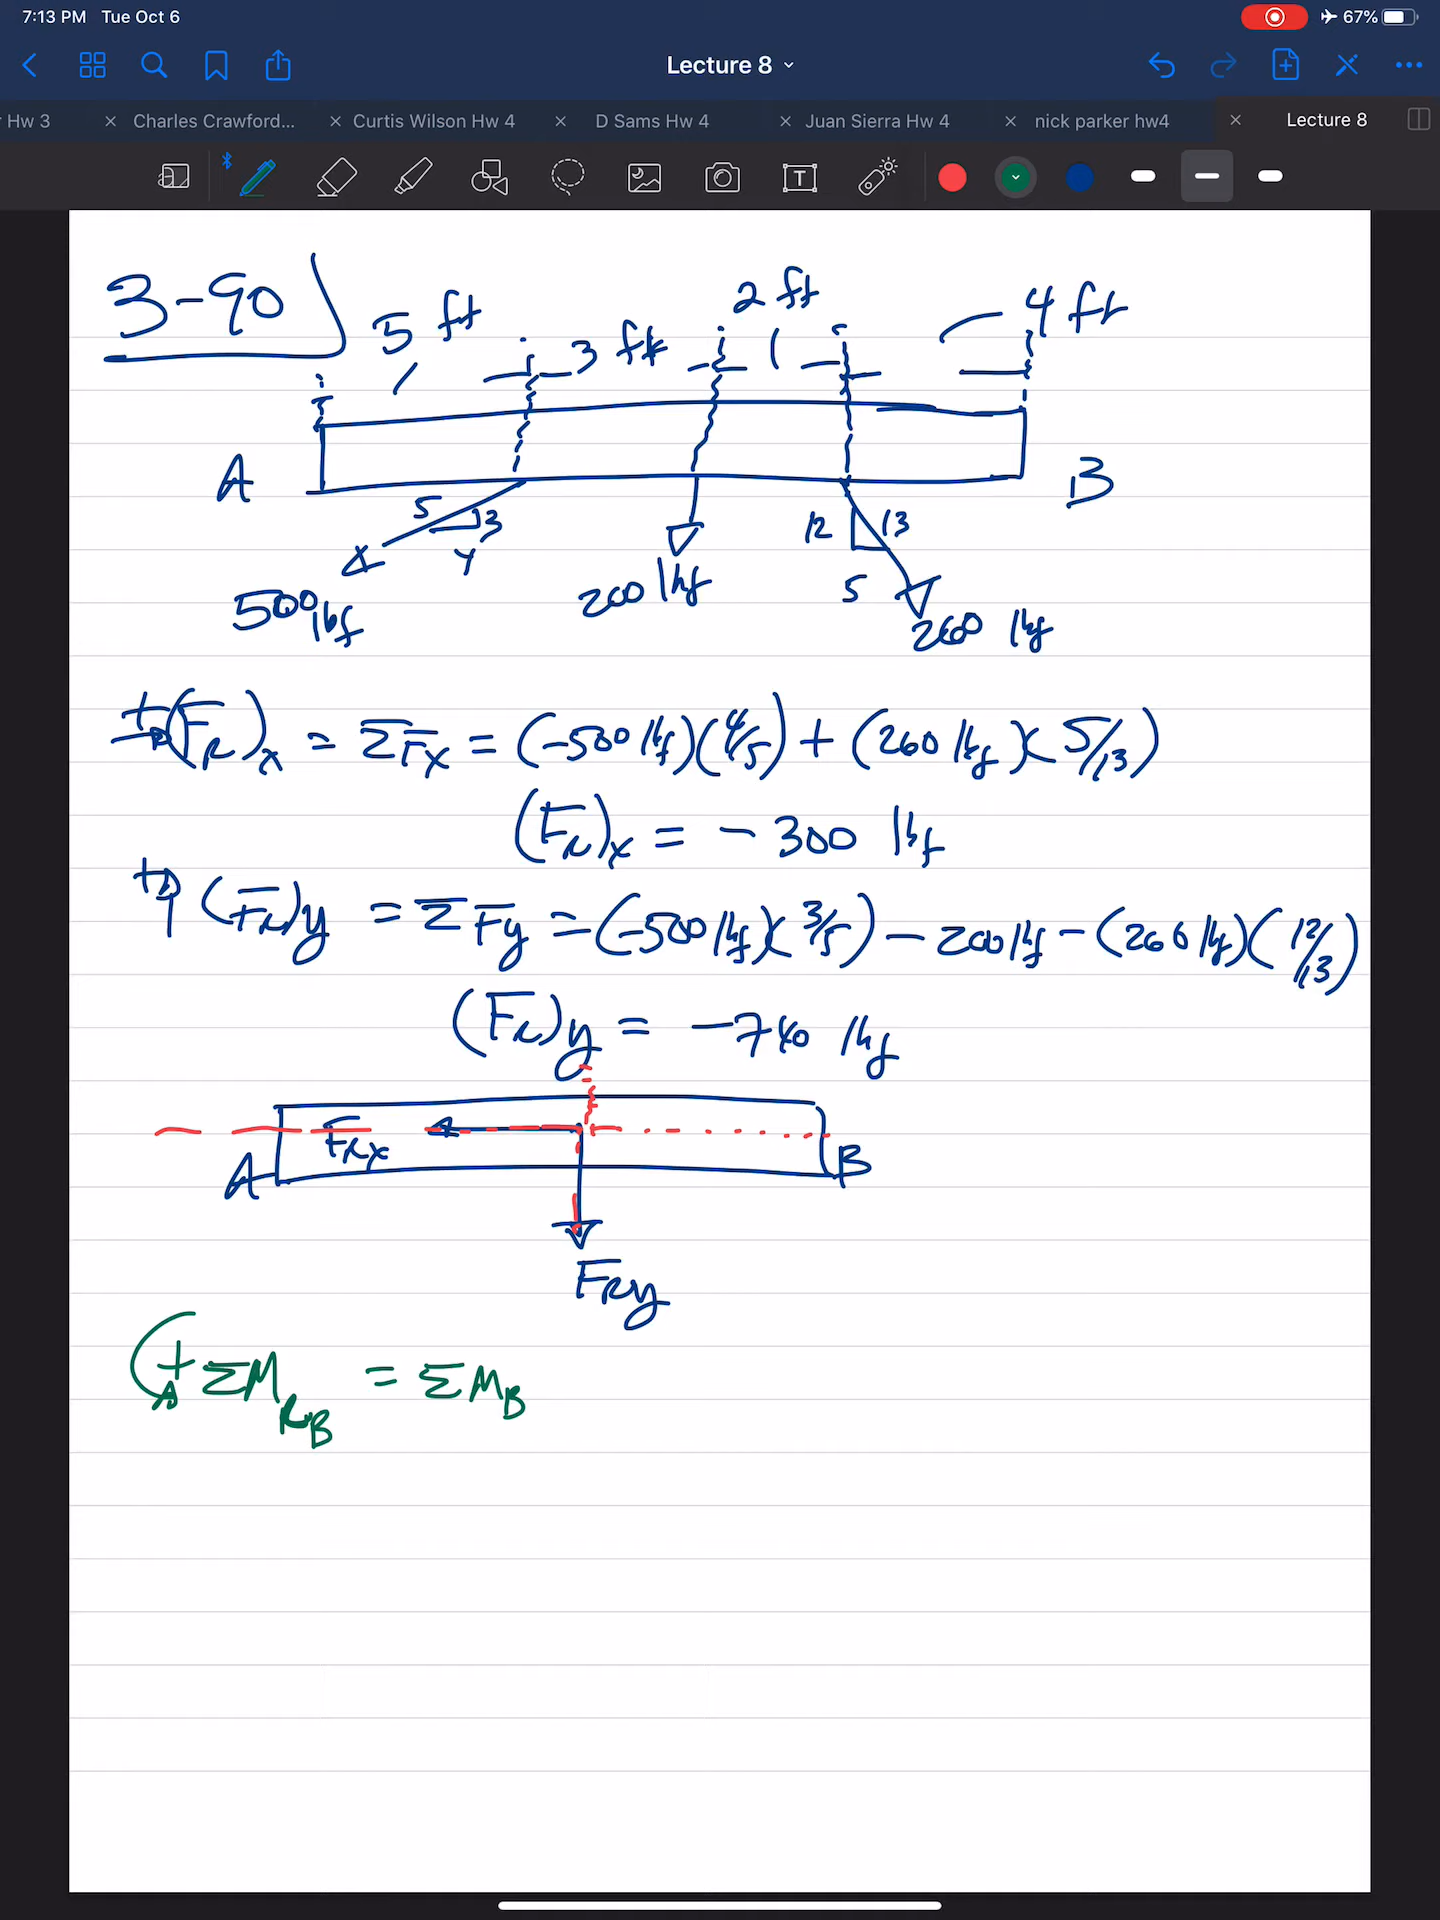 7:13 PM Tue Oct 6
67%
Lecture 8
Hw 3
Charles Crawford...
Curtis Wilson Hw 4
D Sams Hw 4
Juan Sierra Hw 4
nick parker hw4
Lecture 8
T
3-90)
5 ft 3 ft 2 ft 4 ft
A B
5 3 4
12 13 5
500 lbf 200 lbf 260 lbf
+→ (FR)x = ΣFx = (-500 lbf)(4/5) + (260 lbf)(5/13)
(FR)x = -300 lbf
+↑ (FR)y = ΣFy = (-500 lbf)(3/5) - 200 lbf - (260 lbf)(12/13)
(FR)y = -740 lbf
FRx
A B
FRy
+ ΣMRB = ΣMB